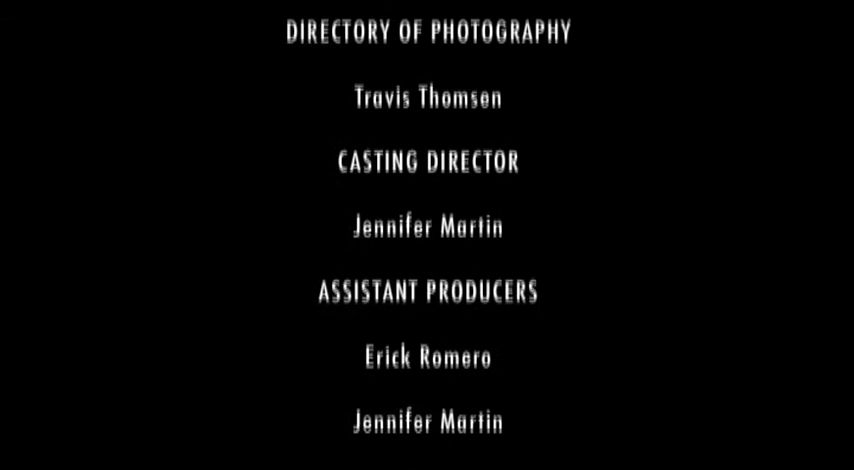 DIRECTORY OF PHOTOGRAPHY
Travis Thomsen
CASTING DIRECTOR
Jennifer Martin
ASSISTANT PRODUCERS
Erick Romero
Jennifer Martin